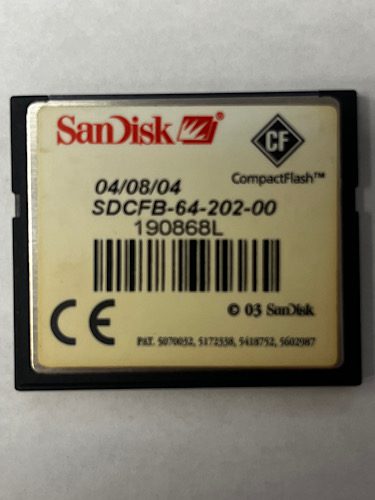 SanDisk
CF
CompactFlash™
04/08/04
SDCFB-64-202-00
190868L
CE
© 03 SanDisk
PAT. 5070032, 5172338, 5418752, 5602987